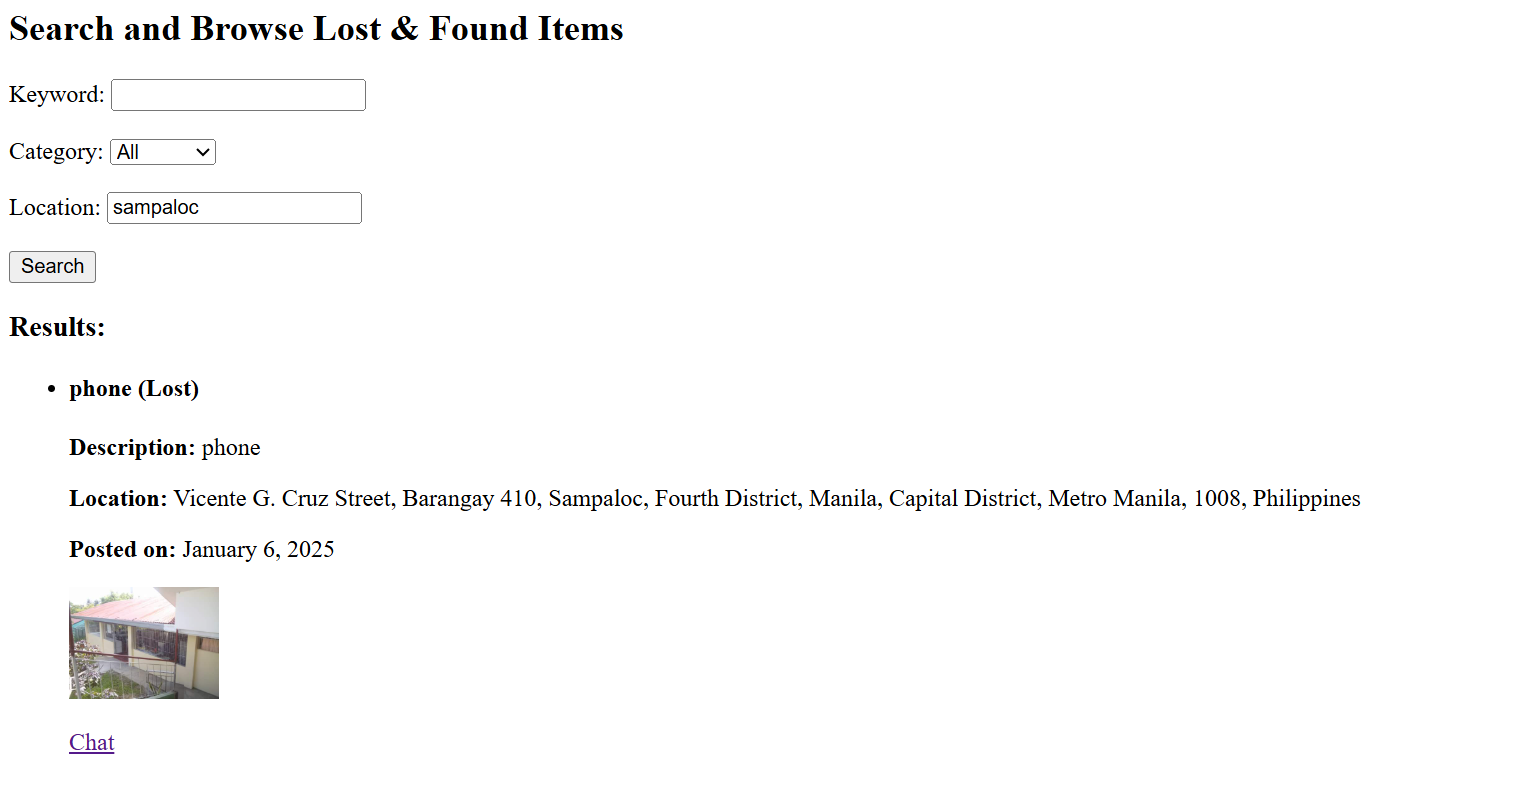 Search and Browse Lost & Found Items
Keyword:
Category: All
Location: sampaloc
Search
Results:
phone (Lost)
Description: phone
Location: Vicente G. Cruz Street, Barangay 410, Sampaloc, Fourth District, Manila, Capital District, Metro Manila, 1008, Philippines
Posted on: January 6, 2025
Chat